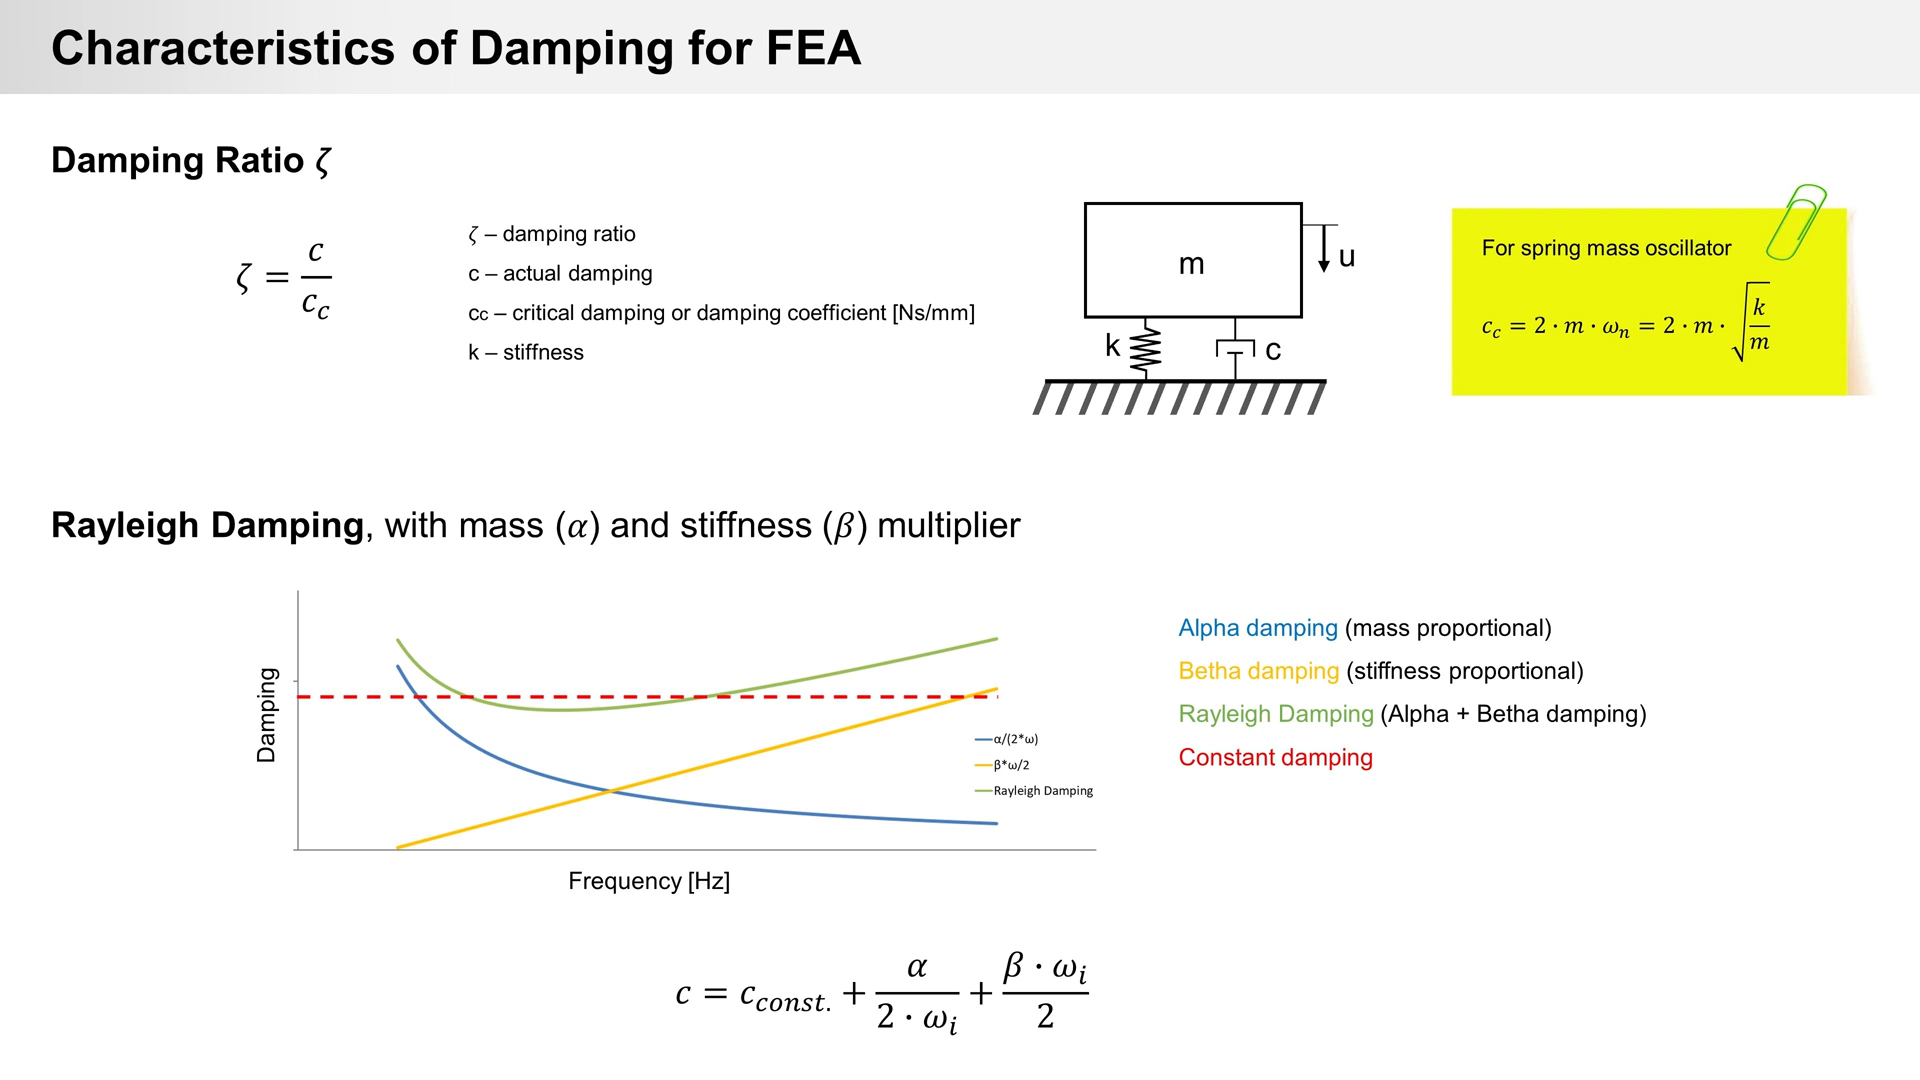 Characteristics of Damping for FEA
Damping Ratio ζ
ζ = c / c_c
ζ – damping ratio
c – actual damping
cc – critical damping or damping coefficient [Ns/mm]
k – stiffness
m
u
k
c
For spring mass oscillator
c_c = 2 · m · ω_n = 2 · m · √(k/m)
Rayleigh Damping, with mass (α) and stiffness (β) multiplier
Damping
α/(2*ω)
β*ω/2
Rayleigh Damping
Frequency [Hz]
Alpha damping (mass proportional)
Betha damping (stiffness proportional)
Rayleigh Damping (Alpha + Betha damping)
Constant damping
c = c_const. + α / (2 · ω_i) + (β · ω_i) / 2